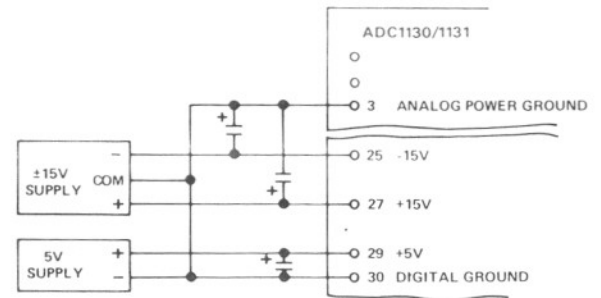 ADC1130/1131
3 ANALOG POWER GROUND
+
-
25 -15V
±15V
SUPPLY
COM
+
+
27 +15V
5V
SUPPLY
+
+
29 +5V
-
30 DIGITAL GROUND